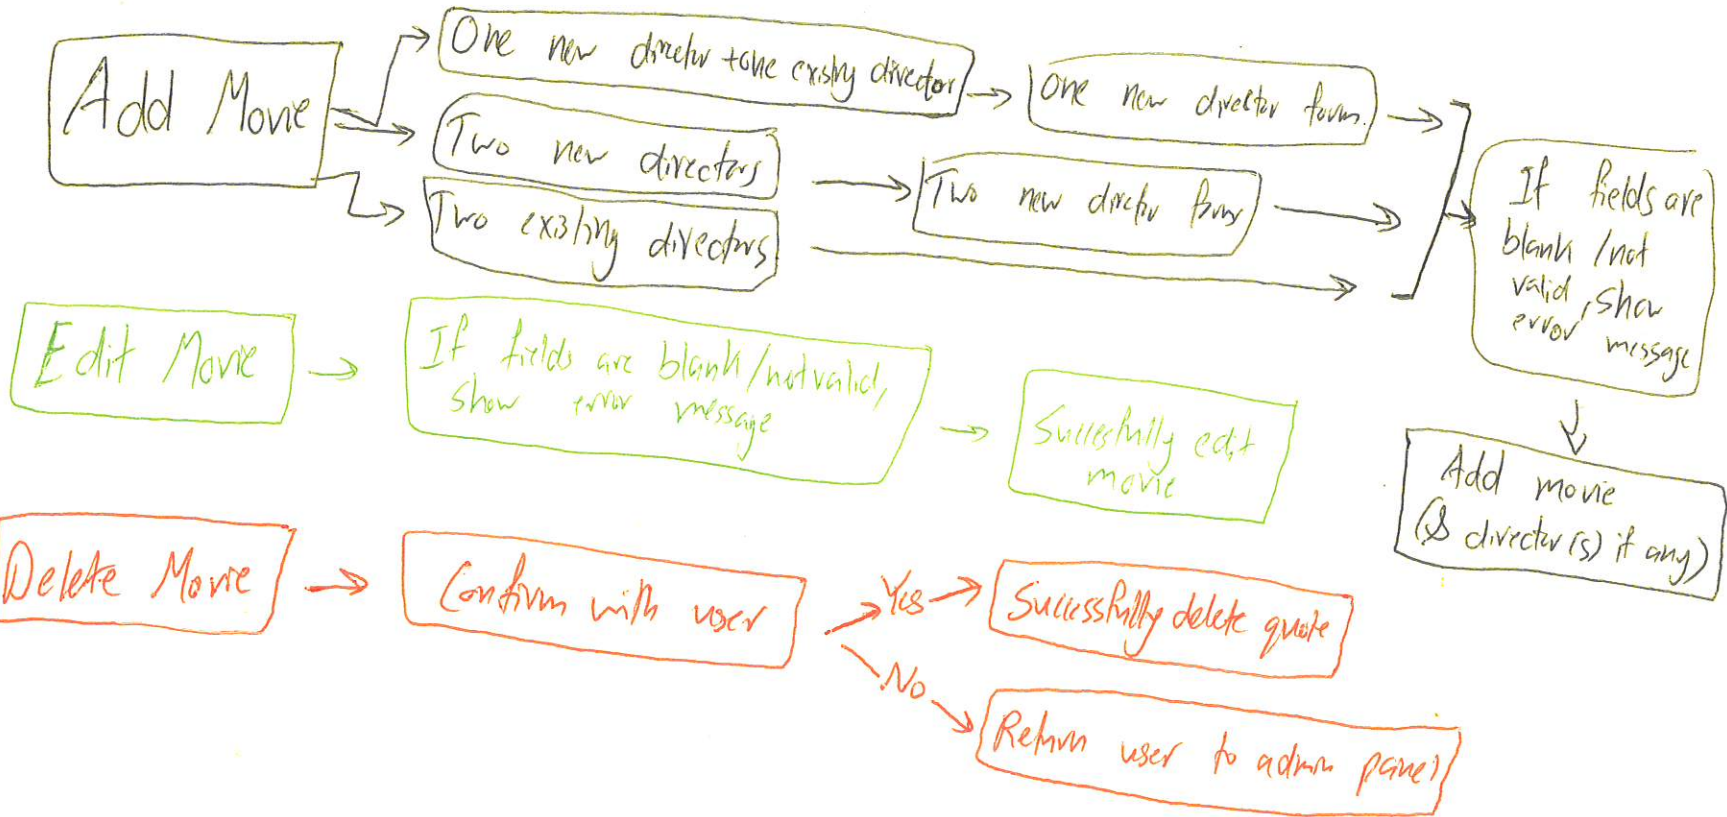 Add Movie
One new director + one existing director
One new director form
Two new directors
Two new director forms
Two existing directors
If fields are
blank / not
valid, show
error message
Add movie
(& director(s) if any)
Edit Movie
If fields are blank/not valid,
show error message
Successfully edit
movie
Delete Movie
Confirm with user
Yes
Successfully delete quote
No
Return user to admin panel